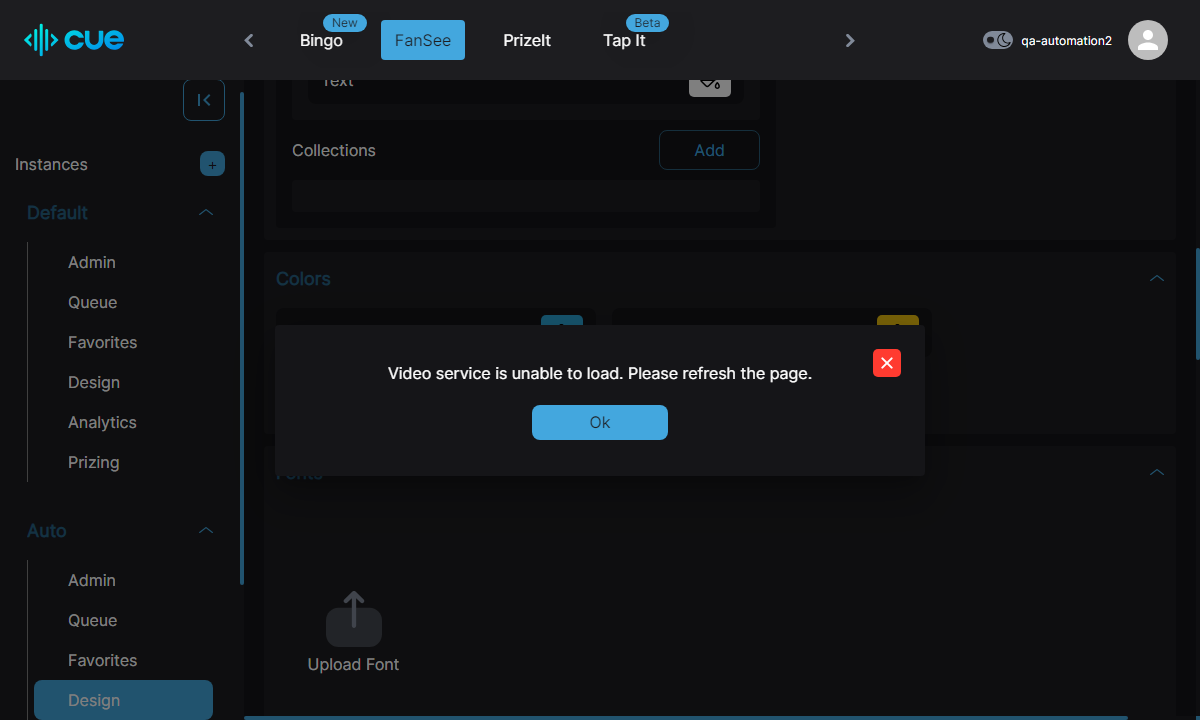 cue
Bingo
New
FanSee
PrizeIt
Tap It
Beta
qa-automation2
Text
Collections
Add
Instances
+
Default
Admin
Queue
Favorites
Design
Analytics
Prizing
Colors
Video service is unable to load. Please refresh the page.
Ok
Fonts
Auto
Admin
Queue
Favorites
Design
Upload Font